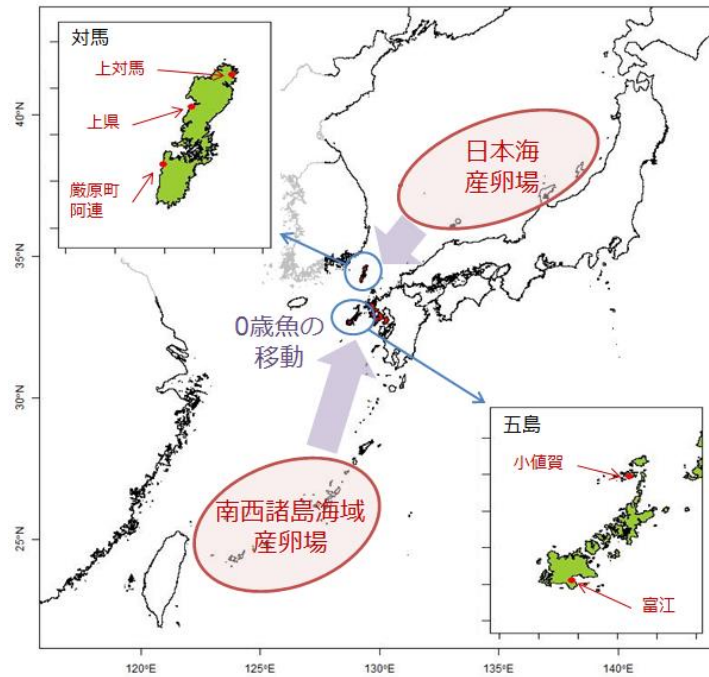 対馬
上対馬
上県
厳原町
阿連
日本海
産卵場
0歳魚の
移動
南西諸島海域
産卵場
五島
小値賀
富江
40°N
35°N
30°N
25°N
120°E
125°E
130°E
135°E
140°E